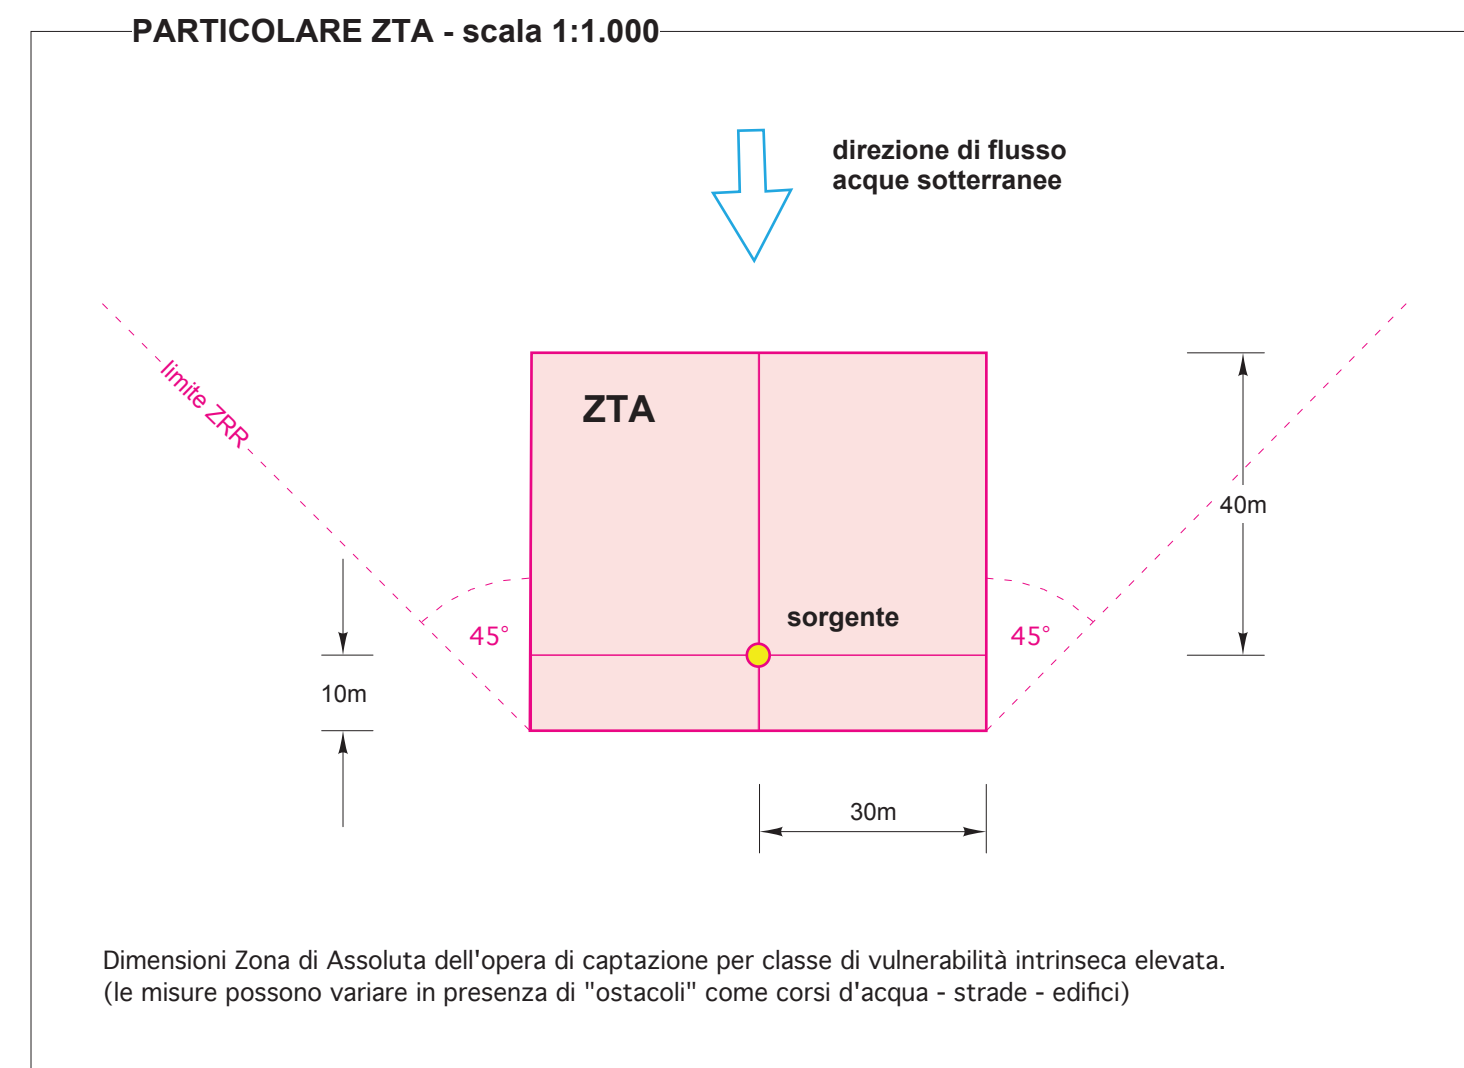 PARTICOLARE ZTA - scala 1:1.000
direzione di flusso
acque sotterranee
limite ZRR
ZTA
40m
sorgente
45°
45°
10m
30m
Dimensioni Zona di Assoluta dell'opera di captazione per classe di vulnerabilità intrinseca elevata.
(le misure possono variare in presenza di "ostacoli" come corsi d'acqua - strade - edifici)